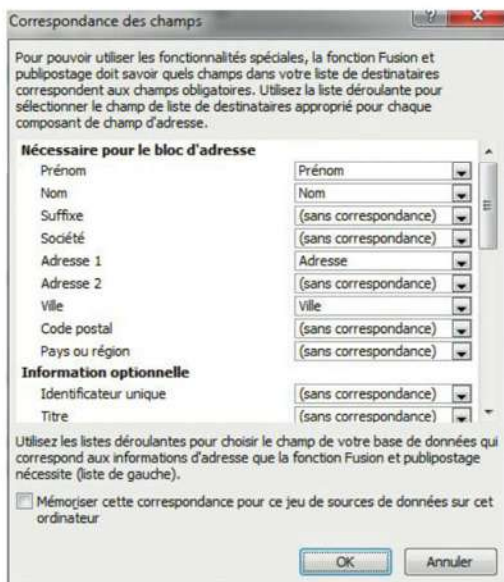 Correspondance des champs
Pour pouvoir utiliser les fonctionnalités spéciales, la fonction Fusion et
publipostage doit savoir quels champs dans votre liste de destinataires
correspondent aux champs obligatoires. Utilisez la liste déroulante pour
sélectionner le champ de liste de destinataires approprié pour chaque
composant de champ d'adresse.
Nécessaire pour le bloc d'adresse
Prénom Prénom
Nom Nom
Suffixe (sans correspondance)
Société (sans correspondance)
Adresse 1 Adresse
Adresse 2 (sans correspondance)
Ville Ville
Code postal (sans correspondance)
Pays ou région (sans correspondance)
Information optionnelle
Identificateur unique (sans correspondance)
Titre (sans correspondance)
Utilisez les listes déroulantes pour choisir le champ de votre base de données qui
correspond aux informations d'adresse que la fonction Fusion et publipostage
nécessite (liste de gauche).
Mémoriser cette correspondance pour ce jeu de sources de données sur cet
ordinateur
OK Annuler